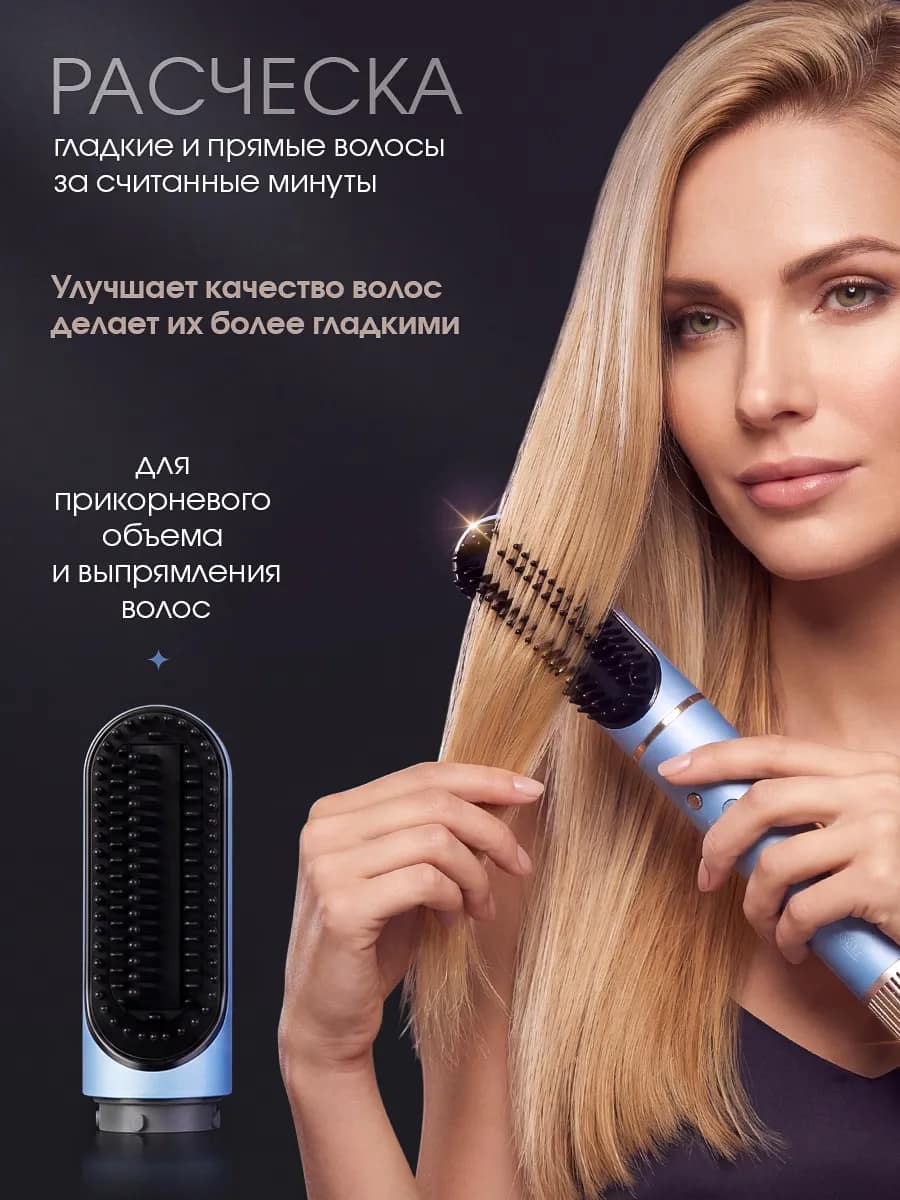 РАСЧЕСКА
гладкие и прямые волосы
за считанные минуты
Улучшает качество волос
делает их более гладкими
для
прикорневого
объема
и выпрямления
волос